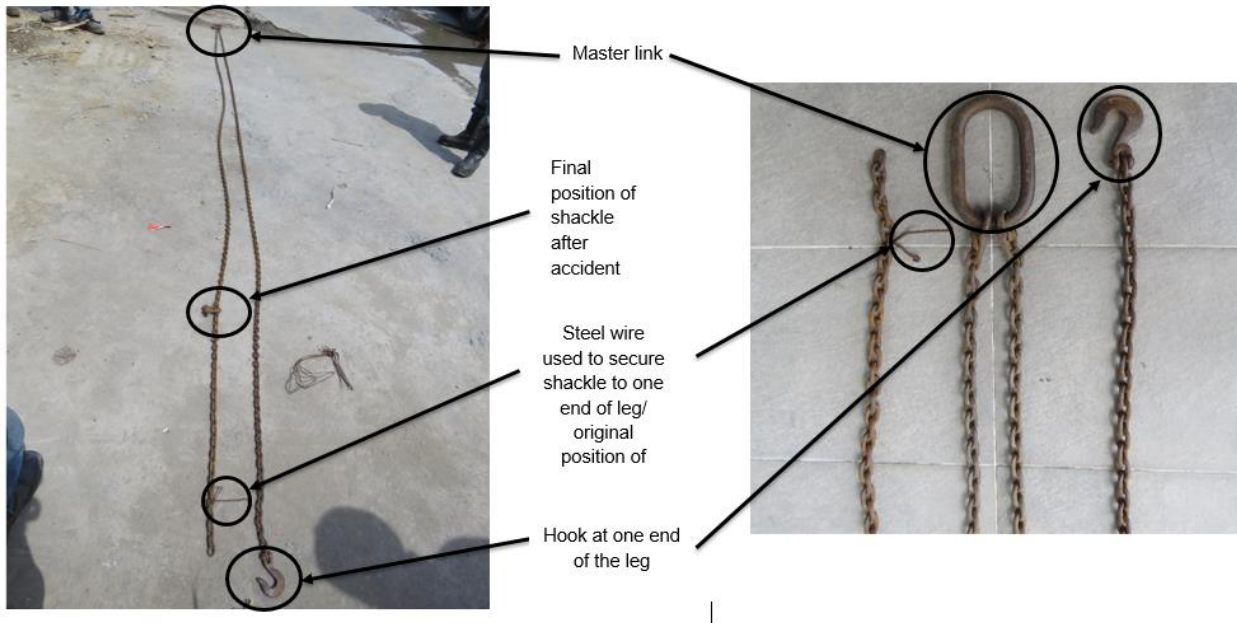 Master link
Final
position of
shackle
after
accident
Steel wire
used to secure
shackle to one
end of leg/
original
position of
Hook at one end
of the leg